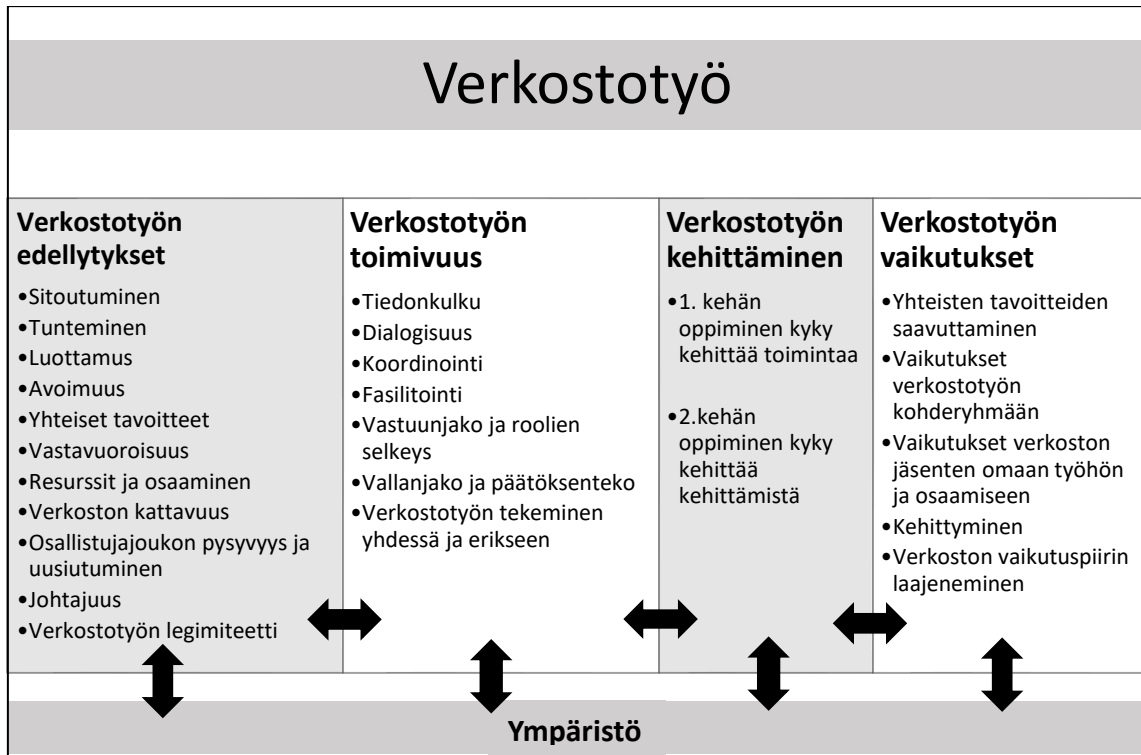 Verkostotyö
Verkostotyön
edellytykset
•Sitoutuminen
•Tunteminen
•Luottamus
•Avoimuus
•Yhteiset tavoitteet
•Vastavuoroisuus
•Resurssit ja osaaminen
•Verkoston kattavuus
•Osallistujajoukon pysyvyys ja
uusiutuminen
•Johtajuus
•Verkostotyön legimiteetti
Verkostotyön
toimivuus
•Tiedonkulku
•Dialogisuus
•Koordinointi
•Fasilitointi
•Vastuunjako ja roolien
selkeys
•Vallanjako ja päätöksenteko
•Verkostotyön tekeminen
yhdessä ja erikseen
Verkostotyön
kehittäminen
•1. kehän
oppiminen kyky
kehittää toimintaa
•2.kehän
oppiminen kyky
kehittää
kehittämistä
Verkostotyön
vaikutukset
•Yhteisten tavoitteiden
saavuttaminen
•Vaikutukset
verkostotyön
kohderyhmään
•Vaikutukset verkoston
jäsenten omaan työhön
ja osaamiseen
•Kehittyminen
•Verkoston vaikutuspiirin
laajeneminen
Ympäristö